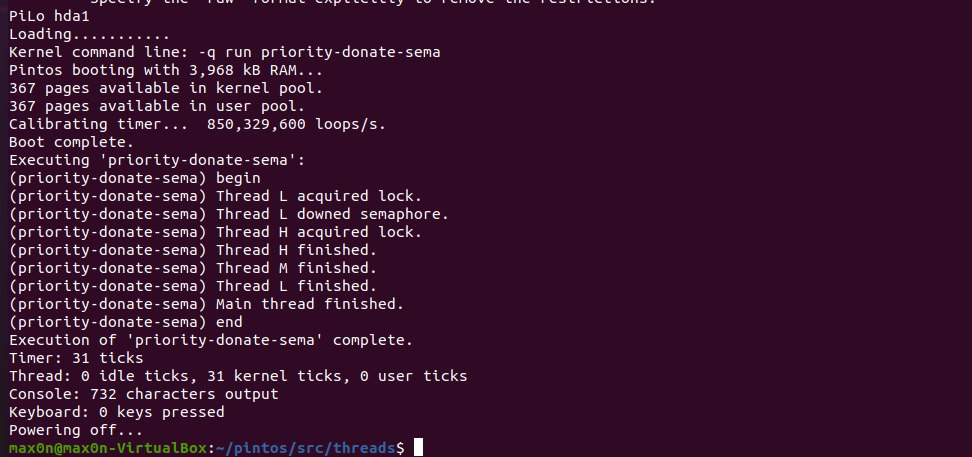 Specify the 'raw' format explicitly to remove the restrictions.
PiLo hda1
Loading...........
Kernel command line: -q run priority-donate-sema
Pintos booting with 3,968 kB RAM...
367 pages available in kernel pool.
367 pages available in user pool.
Calibrating timer...  850,329,600 loops/s.
Boot complete.
Executing 'priority-donate-sema':
(priority-donate-sema) begin
(priority-donate-sema) Thread L acquired lock.
(priority-donate-sema) Thread L downed semaphore.
(priority-donate-sema) Thread H acquired lock.
(priority-donate-sema) Thread H finished.
(priority-donate-sema) Thread M finished.
(priority-donate-sema) Thread L finished.
(priority-donate-sema) Main thread finished.
(priority-donate-sema) end
Execution of 'priority-donate-sema' complete.
Timer: 31 ticks
Thread: 0 idle ticks, 31 kernel ticks, 0 user ticks
Console: 732 characters output
Keyboard: 0 keys pressed
Powering off...
max0n@max0n-VirtualBox:~/pintos/src/threads$